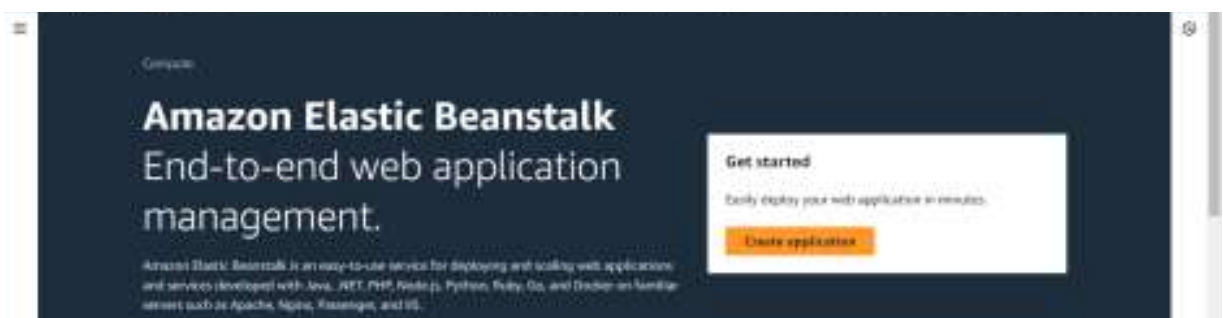 Compute
Amazon Elastic Beanstalk
End-to-end web application
management.
Amazon Elastic Beanstalk is an easy-to-use service for deploying and scaling web applications
and services developed with Java, .NET, PHP, Node.js, Python, Ruby, Go, and Docker on familiar
servers such as Apache, Nginx, Passenger, and IIS.
Get started
Easily deploy your web application in minutes.
Create application